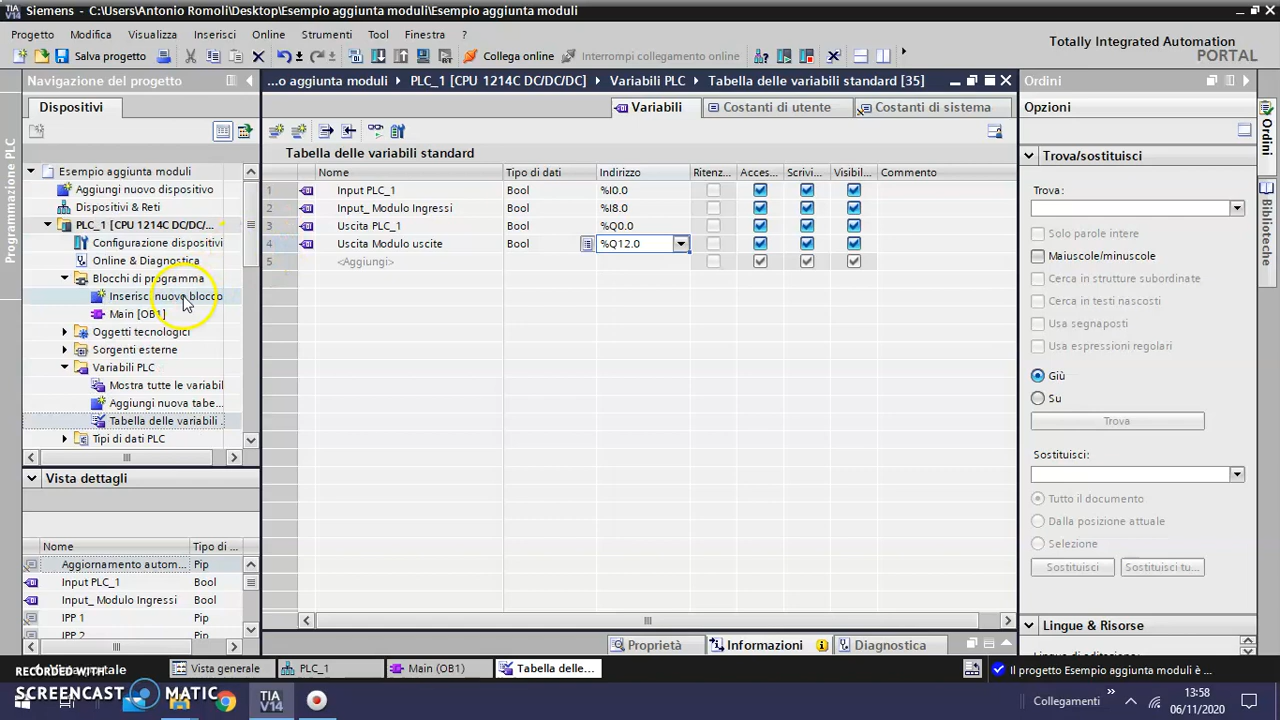 TIA V14 Siemens - C:\Users\Antonio Romoli\Desktop\Esempio aggiunta moduli\Esempio aggiunta moduli
Progetto Modifica Visualizza Inserisci Online Strumenti Tool Finestra ?
Totally Integrated Automation
PORTAL
Salva progetto Collega online Interrompi collegamento online
Navigazione del progetto
...o aggiunta moduli PLC_1 [CPU 1214C DC/DC/DC] Variabili PLC Tabella delle variabili standard [35]
Ordini
Dispositivi
Variabili Costanti di utente Costanti di sistema
Opzioni
Programmazione PLC
Ordini
Biblioteche
Tabella delle variabili standard
Nome Tipo di dati Indirizzo Ritenz... Acces... Scrivi... Visibil... Commento
1 Input PLC_1 Bool %I0.0
2 Input_ Modulo Ingressi Bool %I8.0
3 Uscita PLC_1 Bool %Q0.0
4 Uscita Modulo uscite Bool %Q12.0
5 <Aggiungi>
Esempio aggiunta moduli
Aggiungi nuovo dispositivo
Dispositivi & Reti
PLC_1 [CPU 1214C DC/DC/...
Configurazione dispositivi
Online & Diagnostica
Blocchi di programma
Inserisci nuovo blocco
Main [OB1]
Oggetti tecnologici
Sorgenti esterne
Variabili PLC
Mostra tutte le variabil
Aggiungi nuova tabe...
Tabella delle variabili ...
Tipi di dati PLC
Trova/sostituisci
Trova:
Solo parole intere
Maiuscole/minuscole
Cerca in strutture subordinate
Cerca in testi nascosti
Usa segnaposti
Usa espressioni regolari
Giù
Su
Trova
Sostituisci:
Tutto il documento
Dalla posizione attuale
Selezione
Sostituisci Sostituisci tu...
Lingue & Risorse
Vista dettagli
Nome Tipo di ...
Aggiornamento autom... Pip
Input PLC_1 Bool
Input_ Modulo Ingressi Bool
IPP 1 Pip
IPP 2
Proprietà Informazioni Diagnostica
Vista generale PLC_1 Main (OB1) Tabella delle...
Il progetto Esempio aggiunta moduli è ...
RECORDED WITH
SCREENCAST MATIC
TIA V14
Collegamenti
13:58
06/11/2020